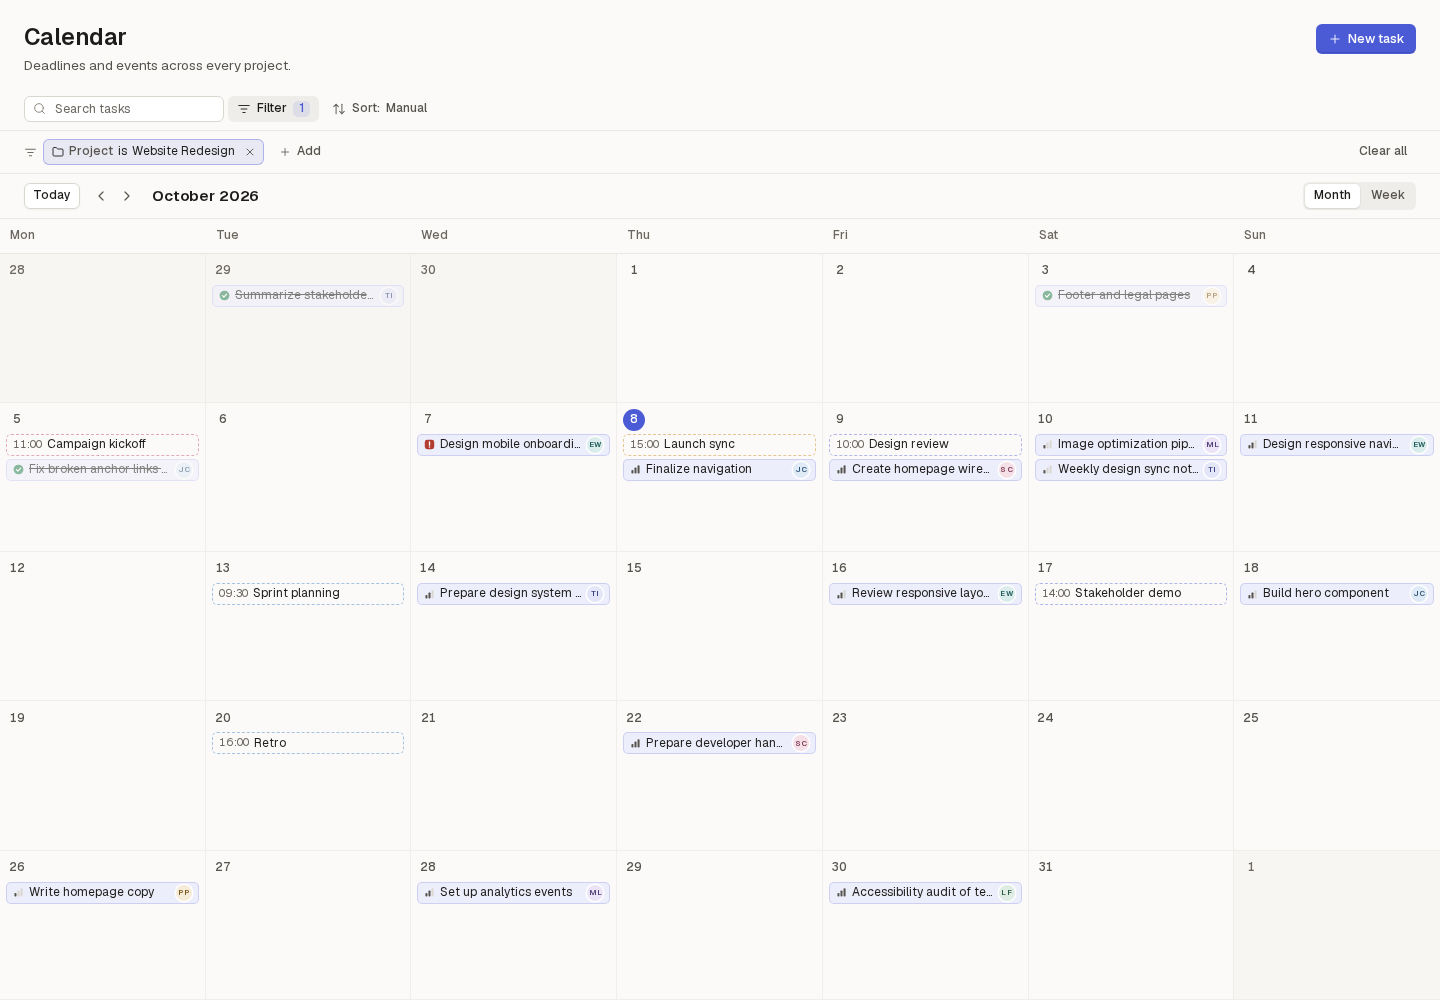 Calendar
New task
Deadlines and events across every project.
Search tasks
Filter 1
Sort: Manual
Project is Website Redesign
Add
Clear all
Today
October 2026
Month Week
Mon Tue Wed Thu Fri Sat Sun
28 29 30 1 2 3 4
Summarize stakeholde… TI
Footer and legal pages PP
5 6 7 8 9 10 11
11:00 Campaign kickoff
Design mobile onboardi… EW
15:00 Launch sync
10:00 Design review
Image optimization pip… ML
Design responsive navi… EW
Fix broken anchor links … JC
Finalize navigation JC
Create homepage wire… SC
Weekly design sync not… TI
12 13 14 15 16 17 18
09:30 Sprint planning
Prepare design system … TI
Review responsive layo… EW
14:00 Stakeholder demo
Build hero component JC
19 20 21 22 23 24 25
16:00 Retro
Prepare developer han… SC
26 27 28 29 30 31 1
Write homepage copy PP
Set up analytics events ML
Accessibility audit of te… LF